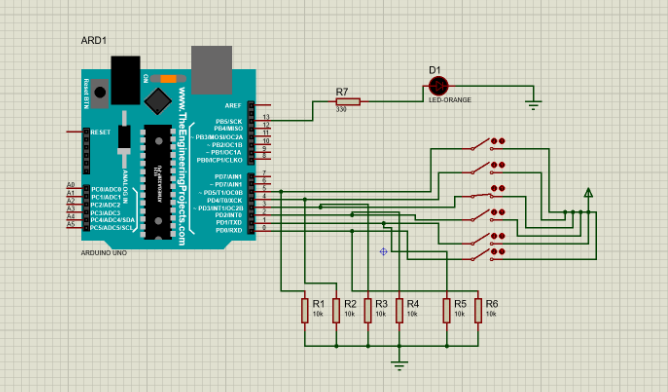 ARD1
Reset BTN
ON
www.TheEngineeringProjects.com
ANALOG IN
RESET
AREF
PB5/SCK
PB4/MISO
~ PB3/MOSI/OC2A
~ PB2/OC1B
~ PB1/OC1A
PB0/ICP1/CLKO
PD7/AIN1
~ PD6/AIN0
~ PD5/T1/OC0B
PD4/T0/XCK
~ PD3/INT1/OC2B
PD2/INT0
PD1/TXD
PD0/RXD
13
12
11
10
9
8
7
6
5
4
3
2
1
0
A0
A1
A2
A3
A4
A5
PC0/ADC0
PC1/ADC1
PC2/ADC2
PC3/ADC3
PC4/ADC4/SDA
PC5/ADC5/SCL
ARDUINO UNO
R7
330
D1
LED-ORANGE
R1
10k
R2
10k
R3
10k
R4
10k
R5
10k
R6
10k